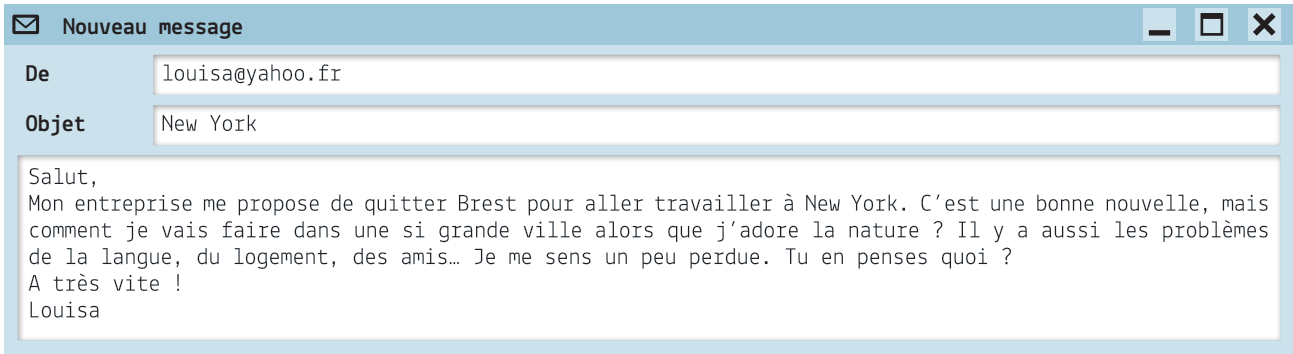 Nouveau message
De
louisa@yahoo.fr
Objet
New York
Salut,
Mon entreprise me propose de quitter Brest pour aller travailler à New York. C’est une bonne nouvelle, mais
comment je vais faire dans une si grande ville alors que j’adore la nature ? Il y a aussi les problèmes
de la langue, du logement, des amis… Je me sens un peu perdue. Tu en penses quoi ?
A très vite !
Louisa